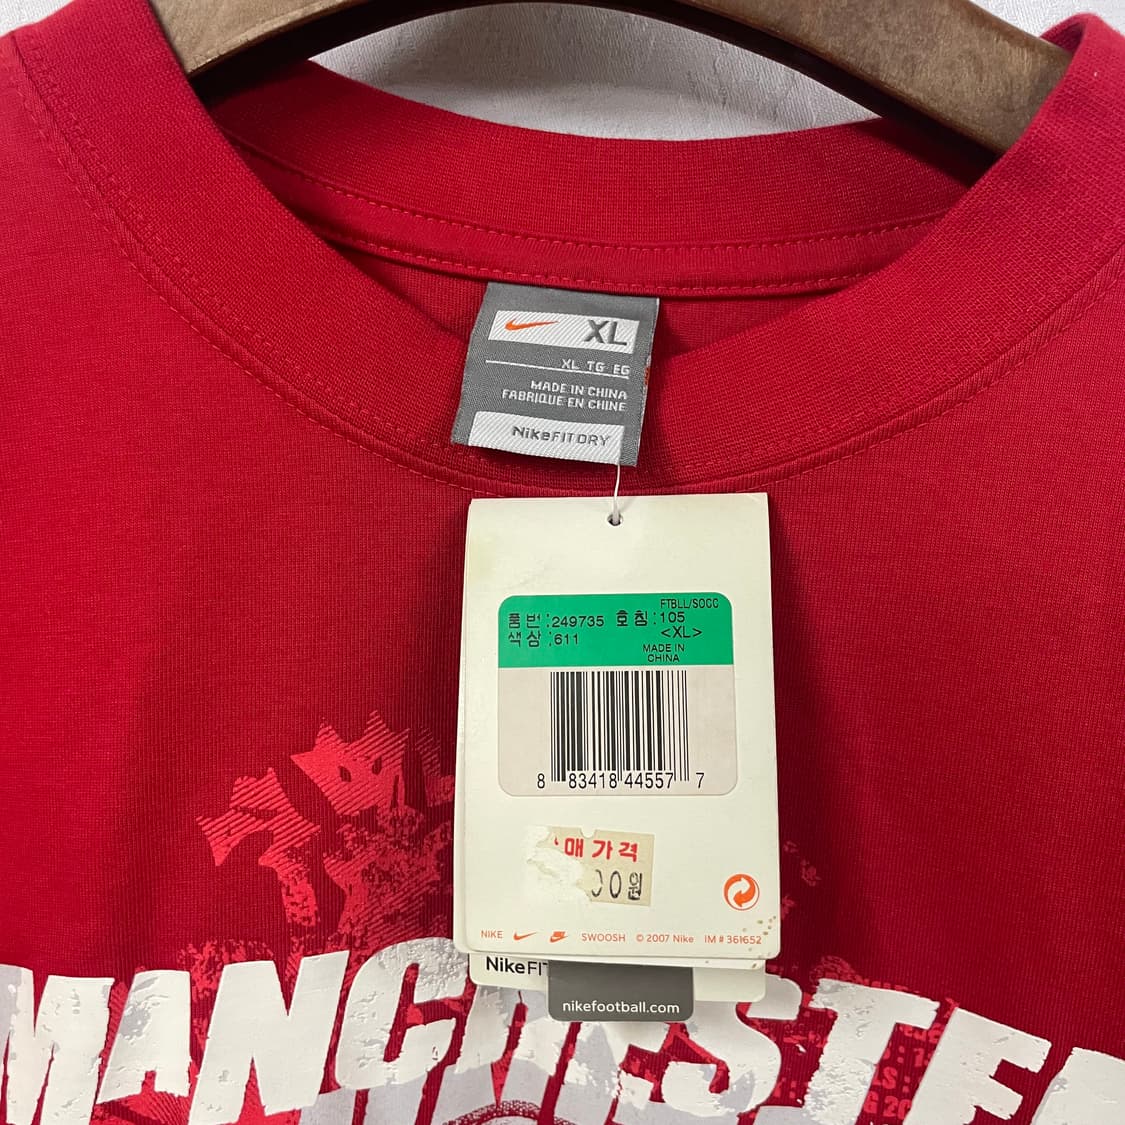 XL
XL TG EG
MADE IN CHINA
FABRIQUE EN CHINE
NikeFITDRY
FTBLL/SOCC
품번:249735 호칭:105
색상:611 <XL>
MADE IN
CHINA
8 83418 44557 7
매가격
00원
NIKE SWOOSH © 2007 Nike IM # 361652
NikeFIT
nikefootball.com
MANCHESTER